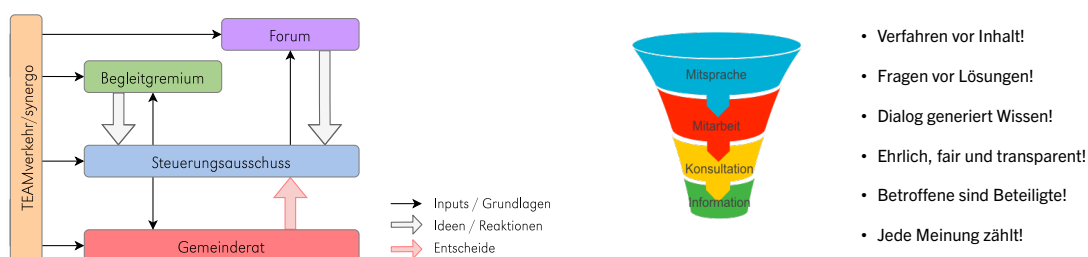 TEAMverkehr/synergo
Forum
Begleitgremium
Steuerungsausschuss
Gemeinderat
Inputs / Grundlagen
Ideen / Reaktionen
Entscheide
Mitsprache
Mitarbeit
Konsultation
Information
• Verfahren vor Inhalt!
• Fragen vor Lösungen!
• Dialog generiert Wissen!
• Ehrlich, fair und transparent!
• Betroffene sind Beteiligte!
• Jede Meinung zählt!